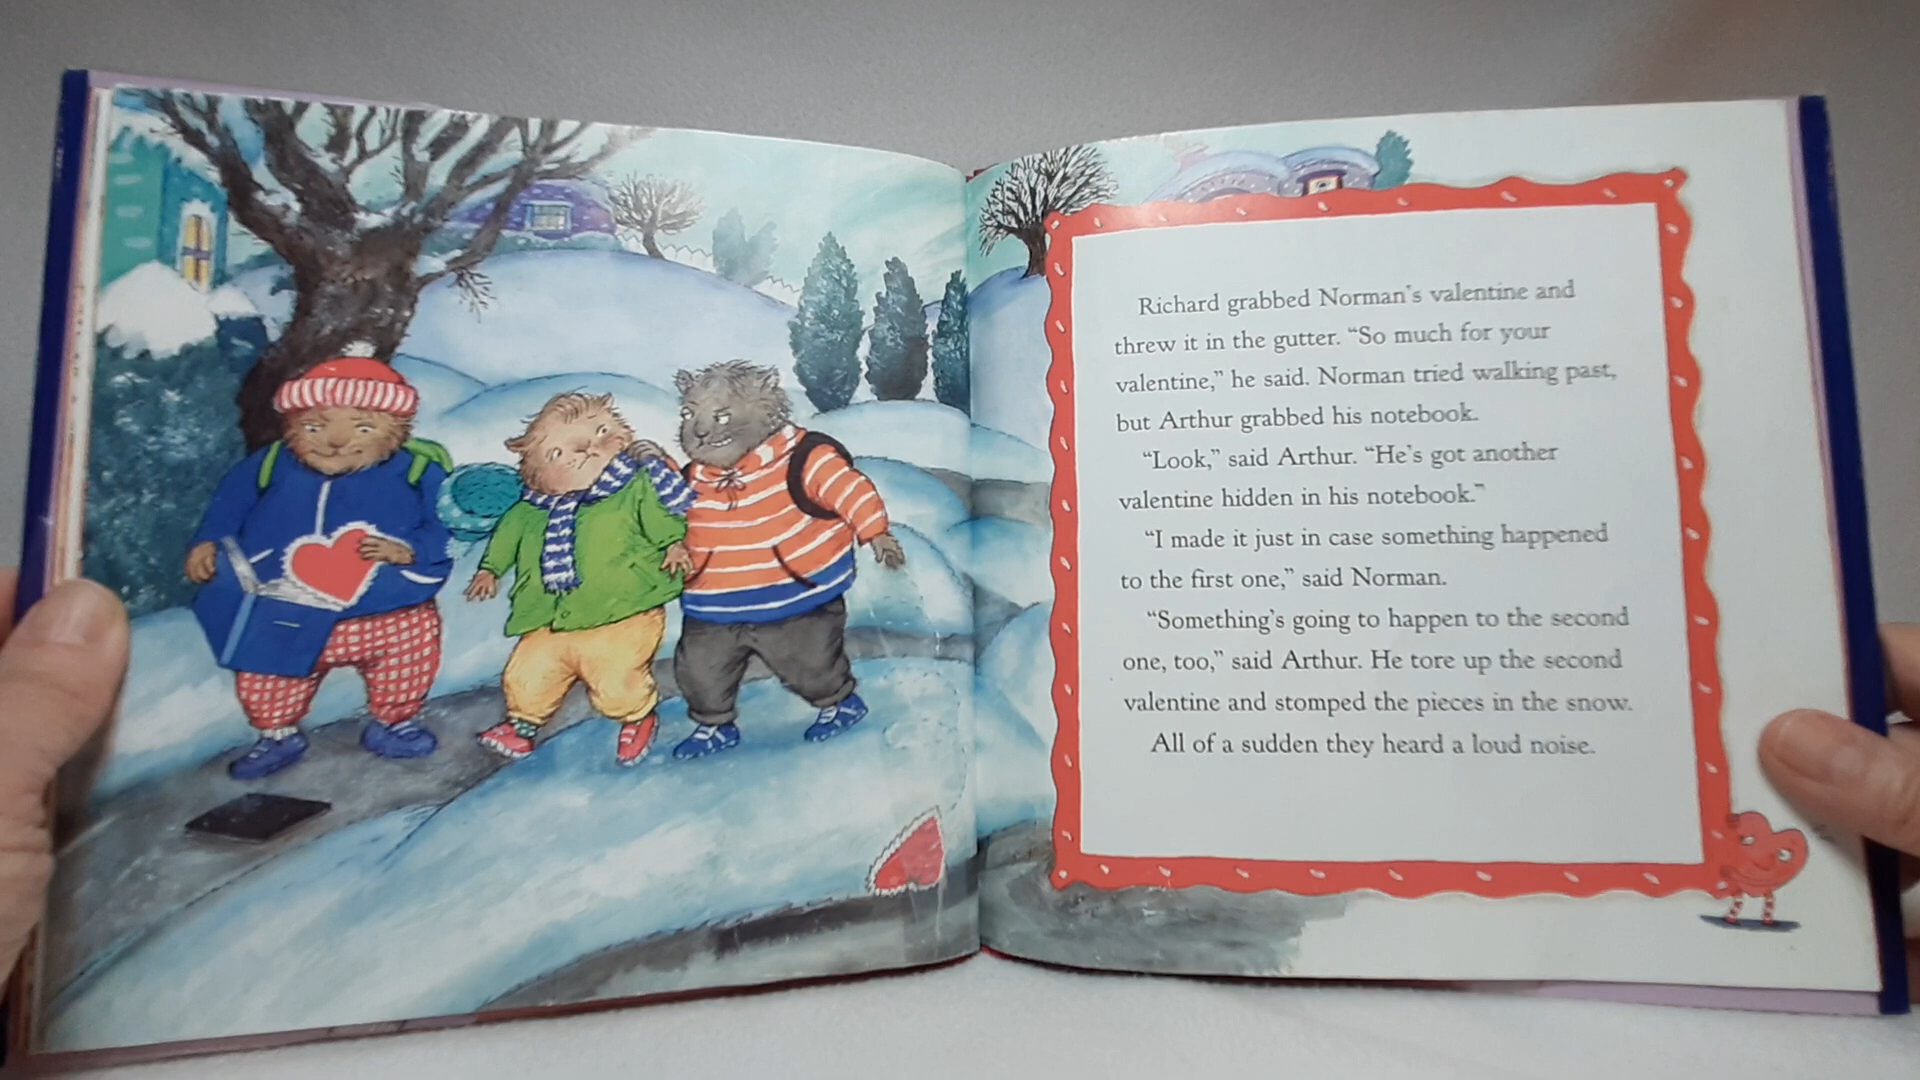 Richard grabbed Norman's valentine and
threw it in the gutter. “So much for your
valentine,” he said. Norman tried walking past,
but Arthur grabbed his notebook.
“Look,” said Arthur. “He's got another
valentine hidden in his notebook.”
“I made it just in case something happened
to the first one,” said Norman.
“Something's going to happen to the second
one, too,” said Arthur. He tore up the second
valentine and stomped the pieces in the snow.
All of a sudden they heard a loud noise.